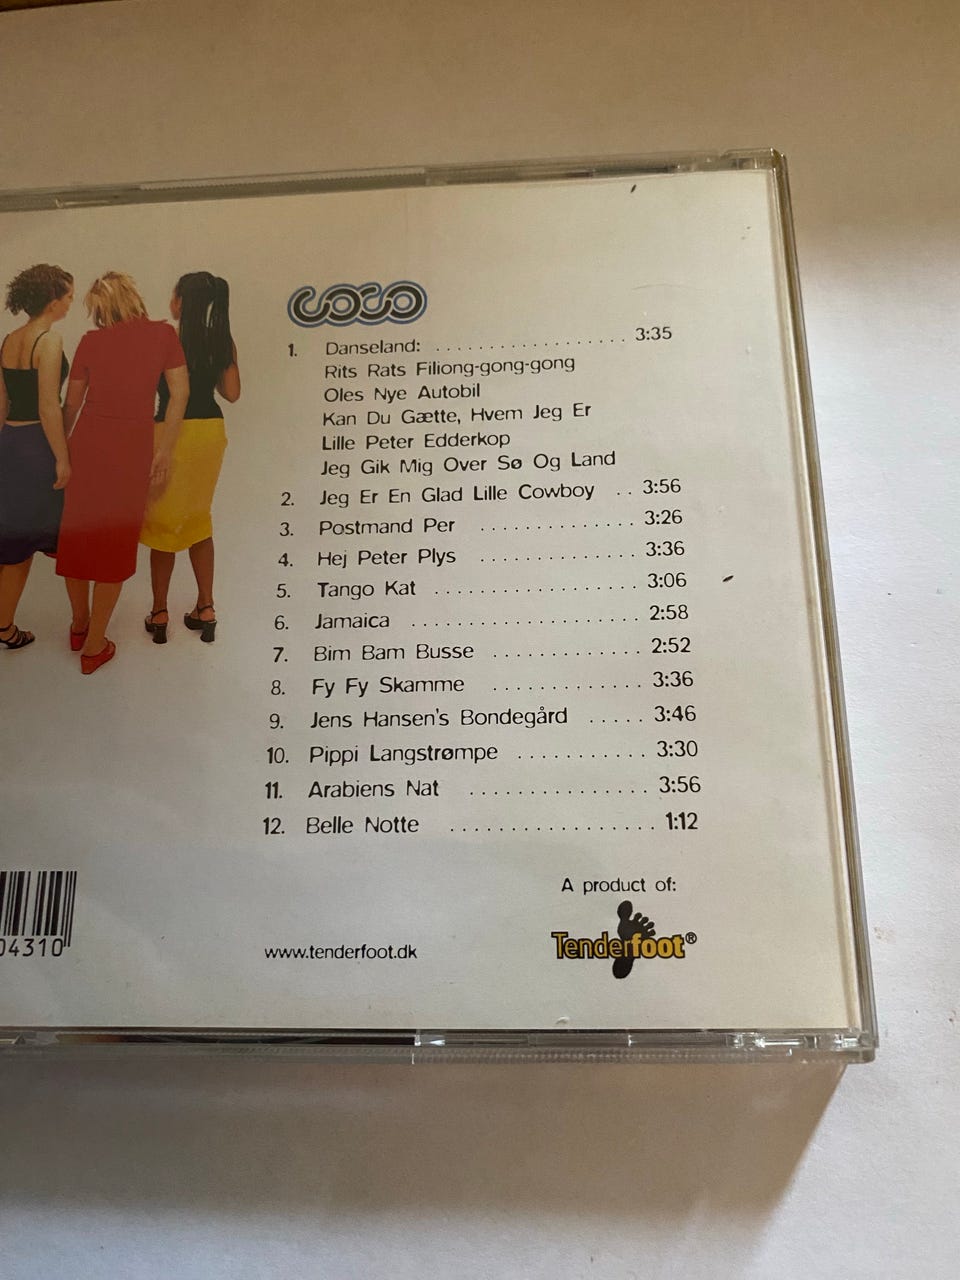 COCO
1. Danseland: . . . . . . . . . . . . . . . . . . . 3:35
Rits Rats Filiong-gong-gong
Oles Nye Autobil
Kan Du Gætte, Hvem Jeg Er
Lille Peter Edderkop
Jeg Gik Mig Over Sø Og Land
2. Jeg Er En Glad Lille Cowboy . . 3:56
3. Postmand Per . . . . . . . . . . . . . . 3:26
4. Hej Peter Plys . . . . . . . . . . . . . . 3:36
5. Tango Kat . . . . . . . . . . . . . . . . . . 3:06
6. Jamaica . . . . . . . . . . . . . . . . . . . . . 2:58
7. Bim Bam Busse . . . . . . . . . . . . . 2:52
8. Fy Fy Skamme . . . . . . . . . . . . . 3:36
9. Jens Hansen's Bondegård . . . . . 3:46
10. Pippi Langstrømpe . . . . . . . . . . . 3:30
11. Arabiens Nat . . . . . . . . . . . . . . . 3:56
12. Belle Notte . . . . . . . . . . . . . . . . . 1:12
A product of:
04310
www.tenderfoot.dk
Tenderfoot®